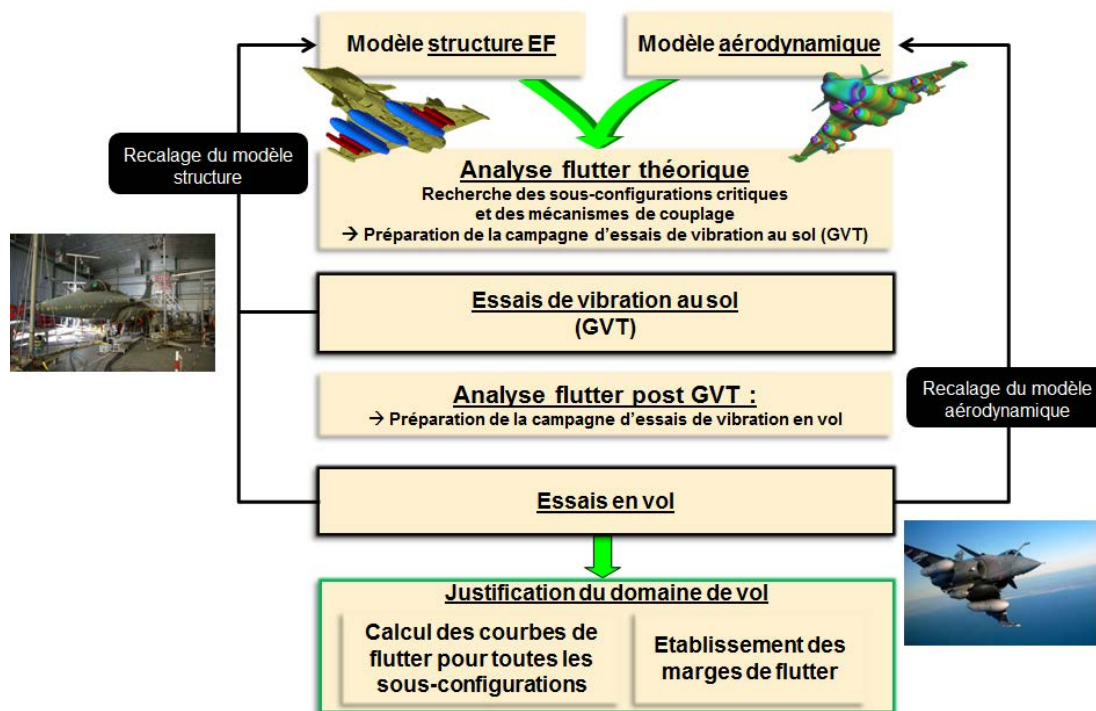 Modèle structure EF
Modèle aérodynamique
Recalage du modèle
structure
Analyse flutter théorique
Recherche des sous-configurations critiques
et des mécanismes de couplage
→ Préparation de la campagne d'essais de vibration au sol (GVT)
Essais de vibration au sol
(GVT)
Analyse flutter post GVT :
→ Préparation de la campagne d'essais de vibration en vol
Recalage du modèle
aérodynamique
Essais en vol
Justification du domaine de vol
Calcul des courbes de
flutter pour toutes les
sous-configurations
Etablissement des
marges de flutter